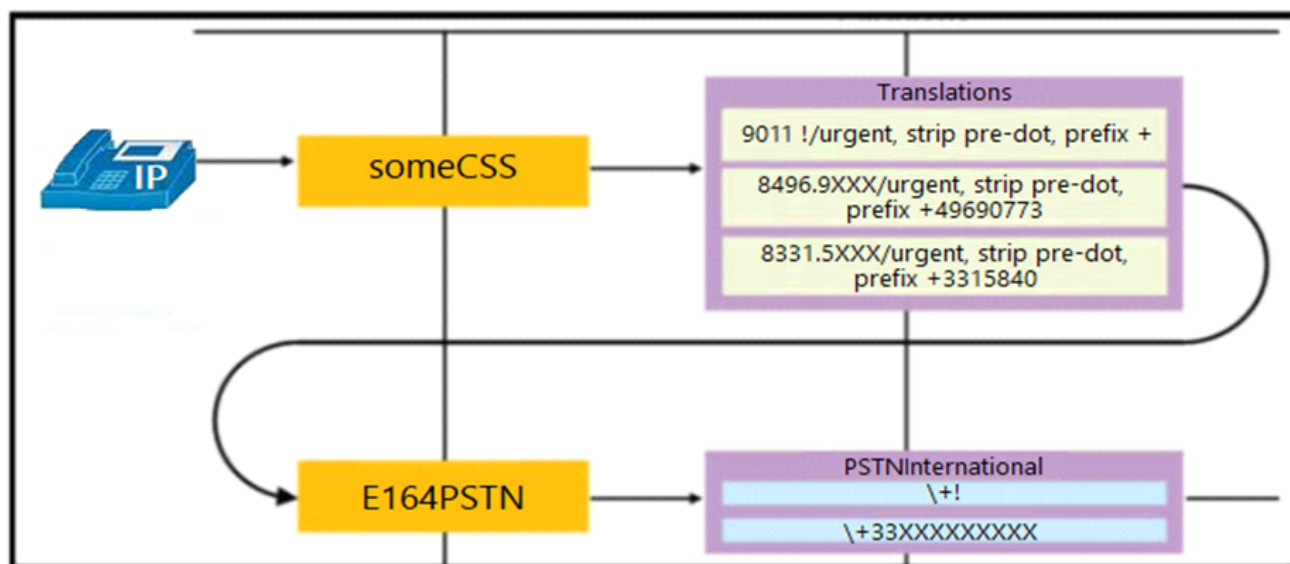 Translations
9011 !/urgent, strip pre-dot, prefix +
IP
someCSS
8496.9XXX/urgent, strip pre-dot,
prefix +49690773
8331.5XXX/urgent, strip pre-dot,
prefix +3315840
PSTNInternational
E164PSTN
\+!
\+33XXXXXXXXX